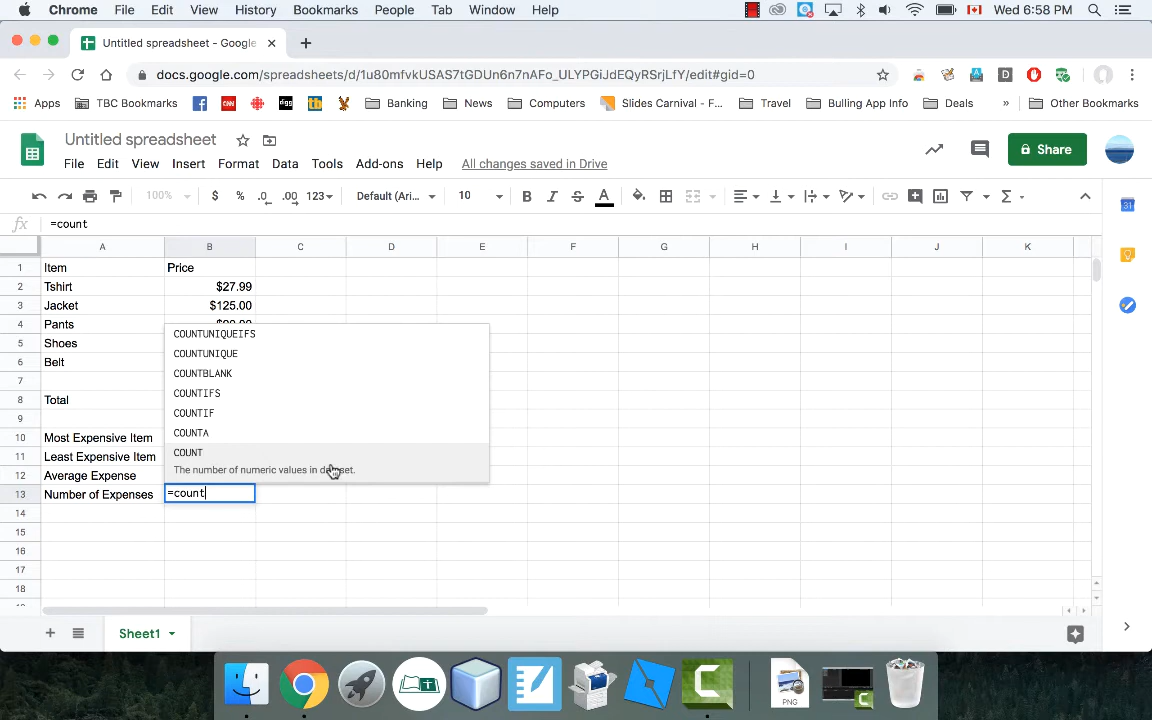 Chrome File Edit View History Bookmarks People Tab Window Help Wed 6:58 PM
Untitled spreadsheet - Google
docs.google.com/spreadsheets/d/1u80mfvkUSAS7tGDUn6n7nAFo_ULYPGiJdEQyRSrjLfY/edit#gid=0
Apps TBC Bookmarks CNN digg tb Banking News Computers Slides Carnival - F... Travel Bulling App Info Deals » Other Bookmarks
Untitled spreadsheet
File Edit View Insert Format Data Tools Add-ons Help All changes saved in Drive
Share
100% $ % .0 .00 123 Default (Ari... 10 B I S A Σ
31
fx =count
A B C D E F G H I J K
1 Item Price
2 Tshirt $27.99
3 Jacket $125.00
4 Pants
5 Shoes
6 Belt
7
8 Total
9
10 Most Expensive Item
11 Least Expensive Item
12 Average Expense
13 Number of Expenses =count
14
15
16
17
18
COUNTUNIQUEIFS
COUNTUNIQUE
COUNTBLANK
COUNTIFS
COUNTIF
COUNTA
COUNT
The number of numeric values in dataset.
+ Sheet1
PNG